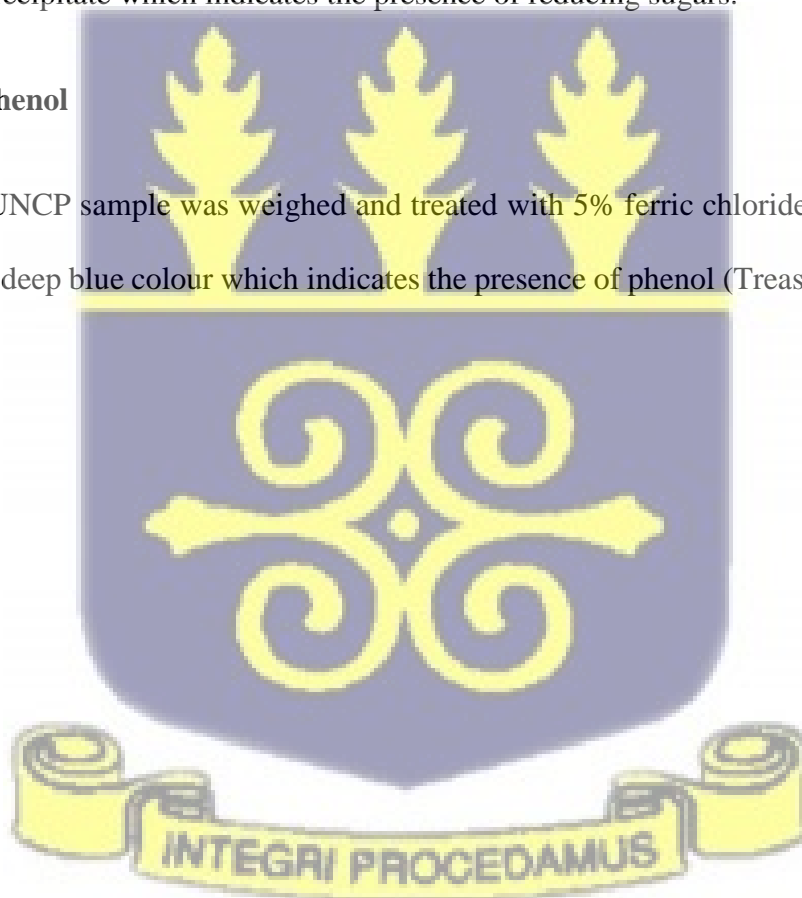 ecipitate which indicates the presence of reducing sugars.
henol
UNCP sample was weighed and treated with 5% ferric chloride
deep blue colour which indicates the presence of phenol (Treas
INTEGRI PROCEDAMUS